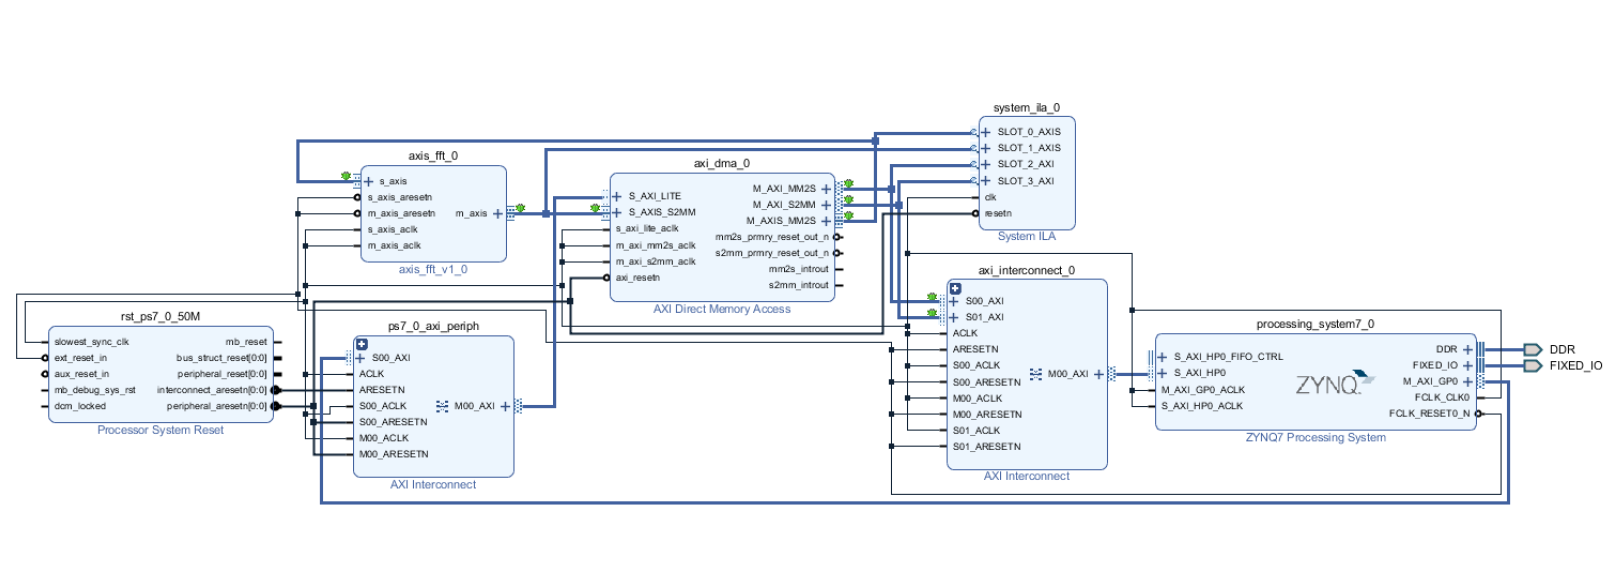 system_ila_0
SLOT_0_AXIS
SLOT_1_AXIS
SLOT_2_AXI
SLOT_3_AXI
clk
resetn
System ILA
axis_fft_0
s_axis
s_axis_aresetn
m_axis_aresetn
s_axis_aclk
m_axis_aclk
m_axis
axis_fft_v1_0
axi_dma_0
S_AXI_LITE
S_AXIS_S2MM
s_axi_lite_aclk
m_axi_mm2s_aclk
m_axi_s2mm_aclk
axi_resetn
M_AXI_MM2S
M_AXI_S2MM
M_AXIS_MM2S
mm2s_prmry_reset_out_n
s2mm_prmry_reset_out_n
mm2s_introut
s2mm_introut
AXI Direct Memory Access
rst_ps7_0_50M
slowest_sync_clk
ext_reset_in
aux_reset_in
mb_debug_sys_rst
dcm_locked
mb_reset
bus_struct_reset[0:0]
peripheral_reset[0:0]
interconnect_aresetn[0:0]
peripheral_aresetn[0:0]
Processor System Reset
ps7_0_axi_periph
S00_AXI
ACLK
ARESETN
S00_ACLK
S00_ARESETN
M00_ACLK
M00_ARESETN
M00_AXI
AXI Interconnect
axi_interconnect_0
S00_AXI
S01_AXI
ACLK
ARESETN
S00_ACLK
S00_ARESETN
M00_ACLK
M00_ARESETN
S01_ACLK
S01_ARESETN
M00_AXI
AXI Interconnect
processing_system7_0
S_AXI_HP0_FIFO_CTRL
S_AXI_HP0
M_AXI_GP0_ACLK
S_AXI_HP0_ACLK
ZYNQ
DDR
FIXED_IO
M_AXI_GP0
FCLK_CLK0
FCLK_RESET0_N
ZYNQ7 Processing System
DDR
FIXED_IO